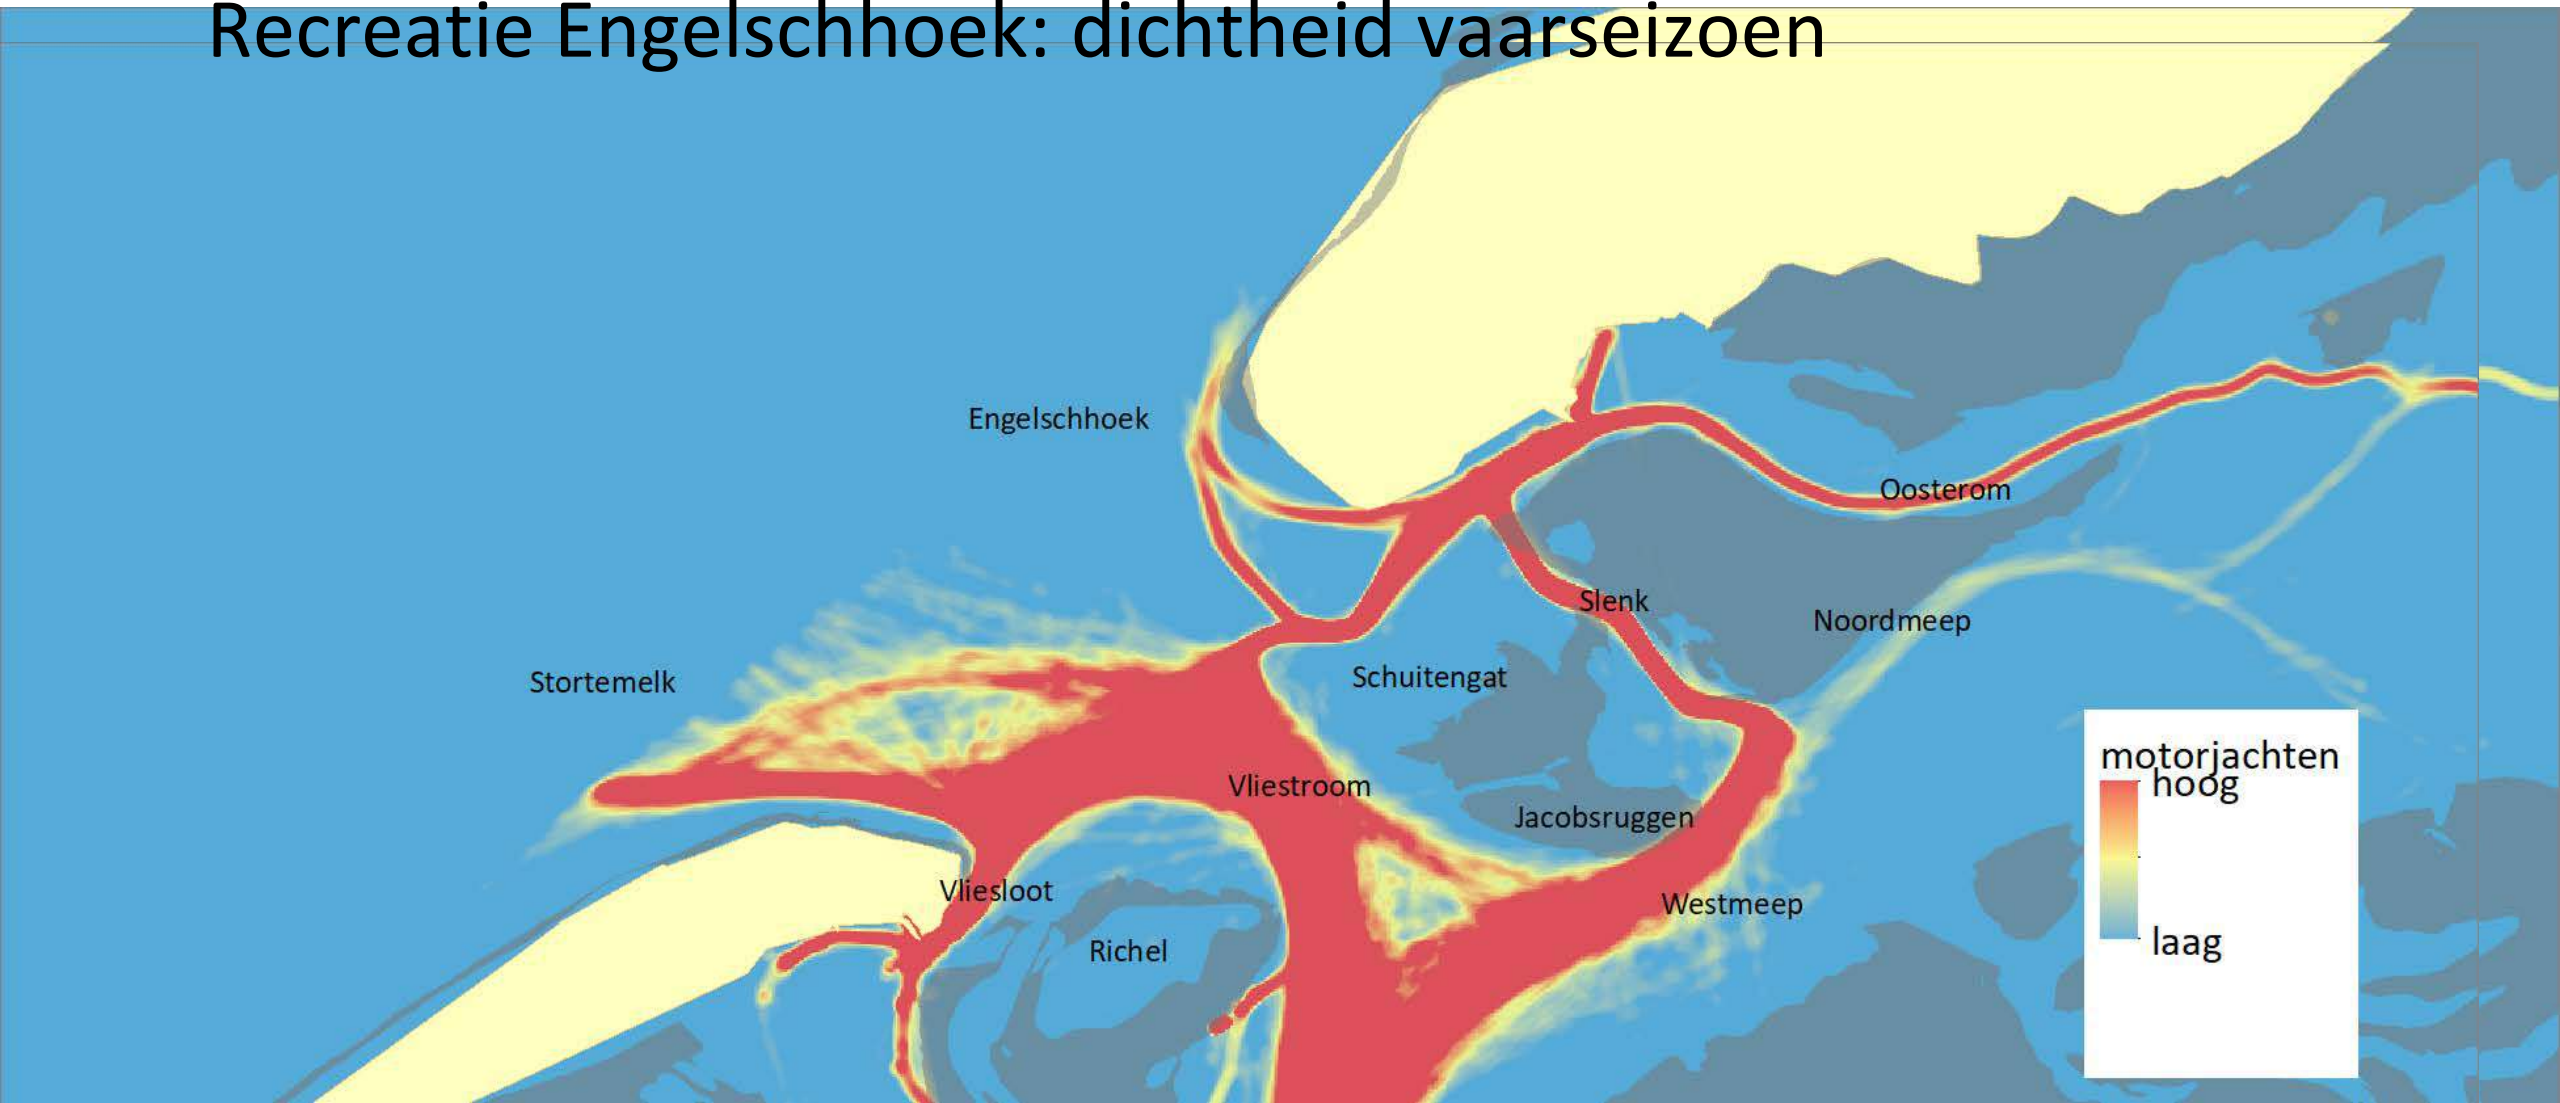 Recreatie Engelschhoek: dichtheid vaarseizoen
Engelschhoek
Oosterom
Slenk
Noordmeep
Stortemelk
Schuitengat
Vliestroom
Jacobsruggen
Vliesloot
Westmeep
Richel
motorjachten
hoog
laag